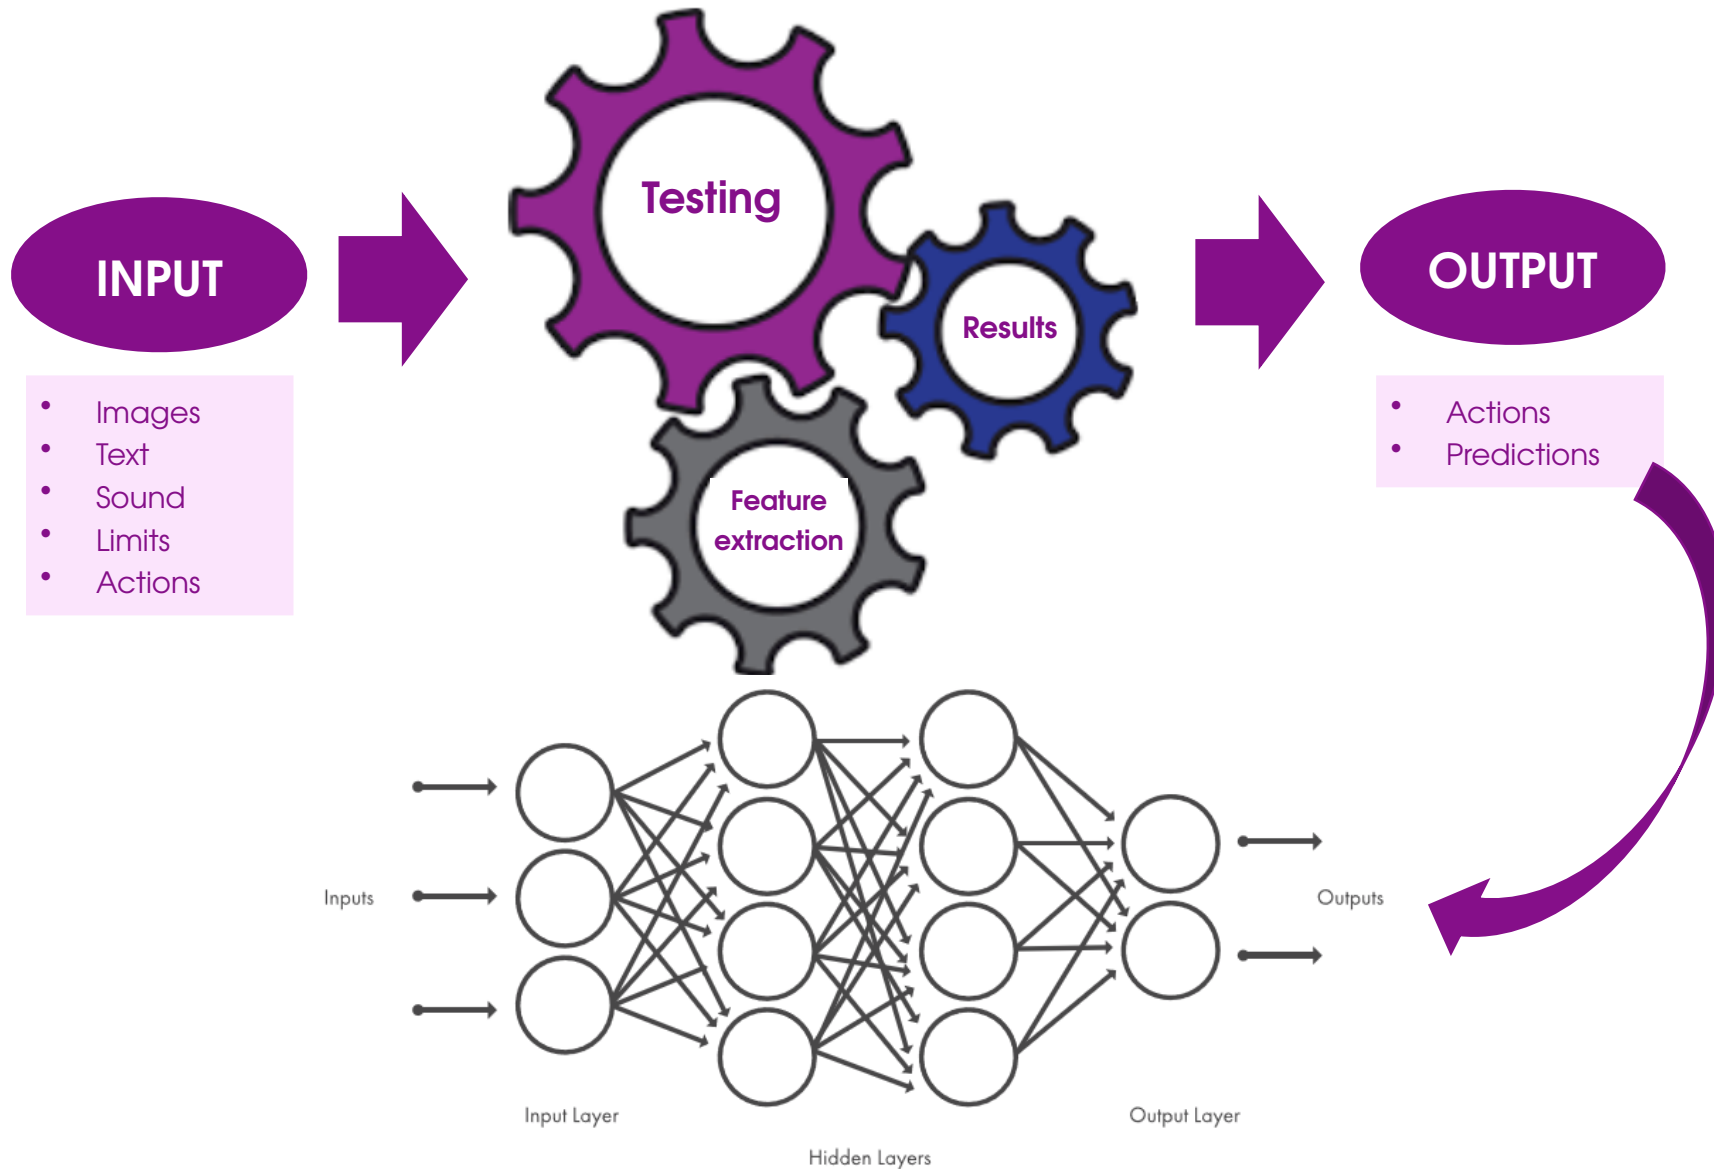 Testing
INPUT
OUTPUT
Results
• Images
• Text
• Sound
• Limits
• Actions
Feature
extraction
• Actions
• Predictions
Inputs
Outputs
Input Layer
Output Layer
Hidden Layers